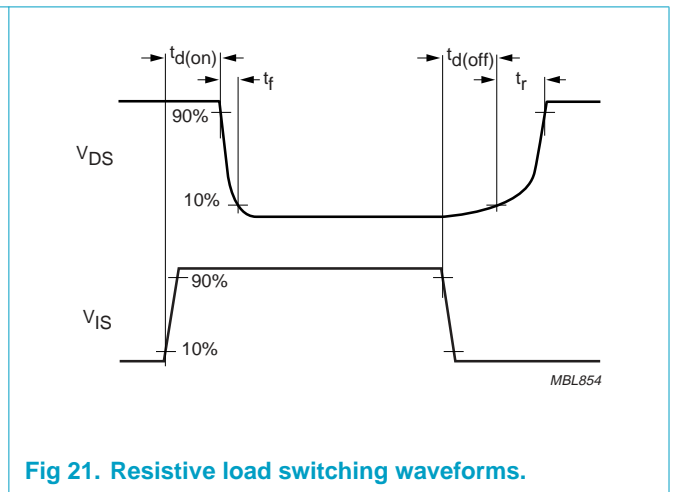 td(on)
tf
td(off)
tr
90%
VDS
10%
90%
VIS
10%
MBL854
Fig 21. Resistive load switching waveforms.